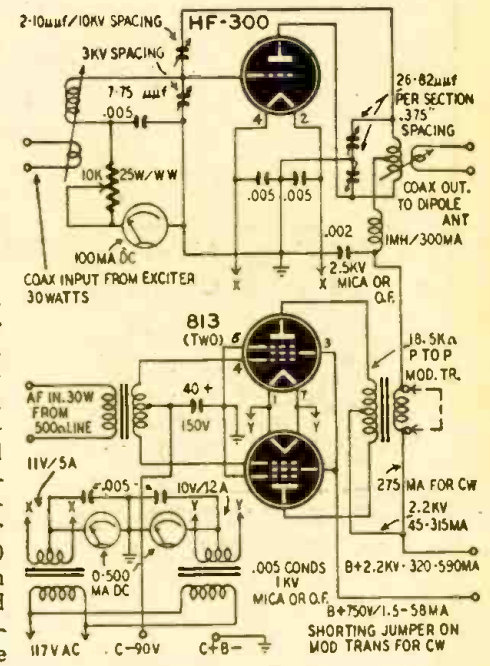 2-10μμf/10KV SPACING
HF-300
3KV SPACING
7-75
μμf
.005
4
2
26-82μμf
PER SECTION
.375"
SPACING
10K
25W/WW
.005
.005
.002
COAX OUT.
TO DIPOLE
ANT
1MH/300MA
100MA DC
X
X
2.5KV
MICA OR
O.F.
COAX INPUT FROM EXCITER
30WATTS
813
(TWO)
5
4
3
18.5KΩ
P TO P
MOD. TR.
AF IN.30W
FROM
500ΩLINE
40+
150V
1
7
Y
Y
11V/5A
.005
10V/12A
X
X
Y
Y
275
MA FOR CW
2.2KV
45-315MA
0-500
MA DC
.005 CONDS
1KV
MICA OR O.F.
B+2.2KV-320-590MA
B+750V/1.5-58MA
117VAC
C-90V
C+B-
SHORTING JUMPER ON
MOD TRANS FOR CW